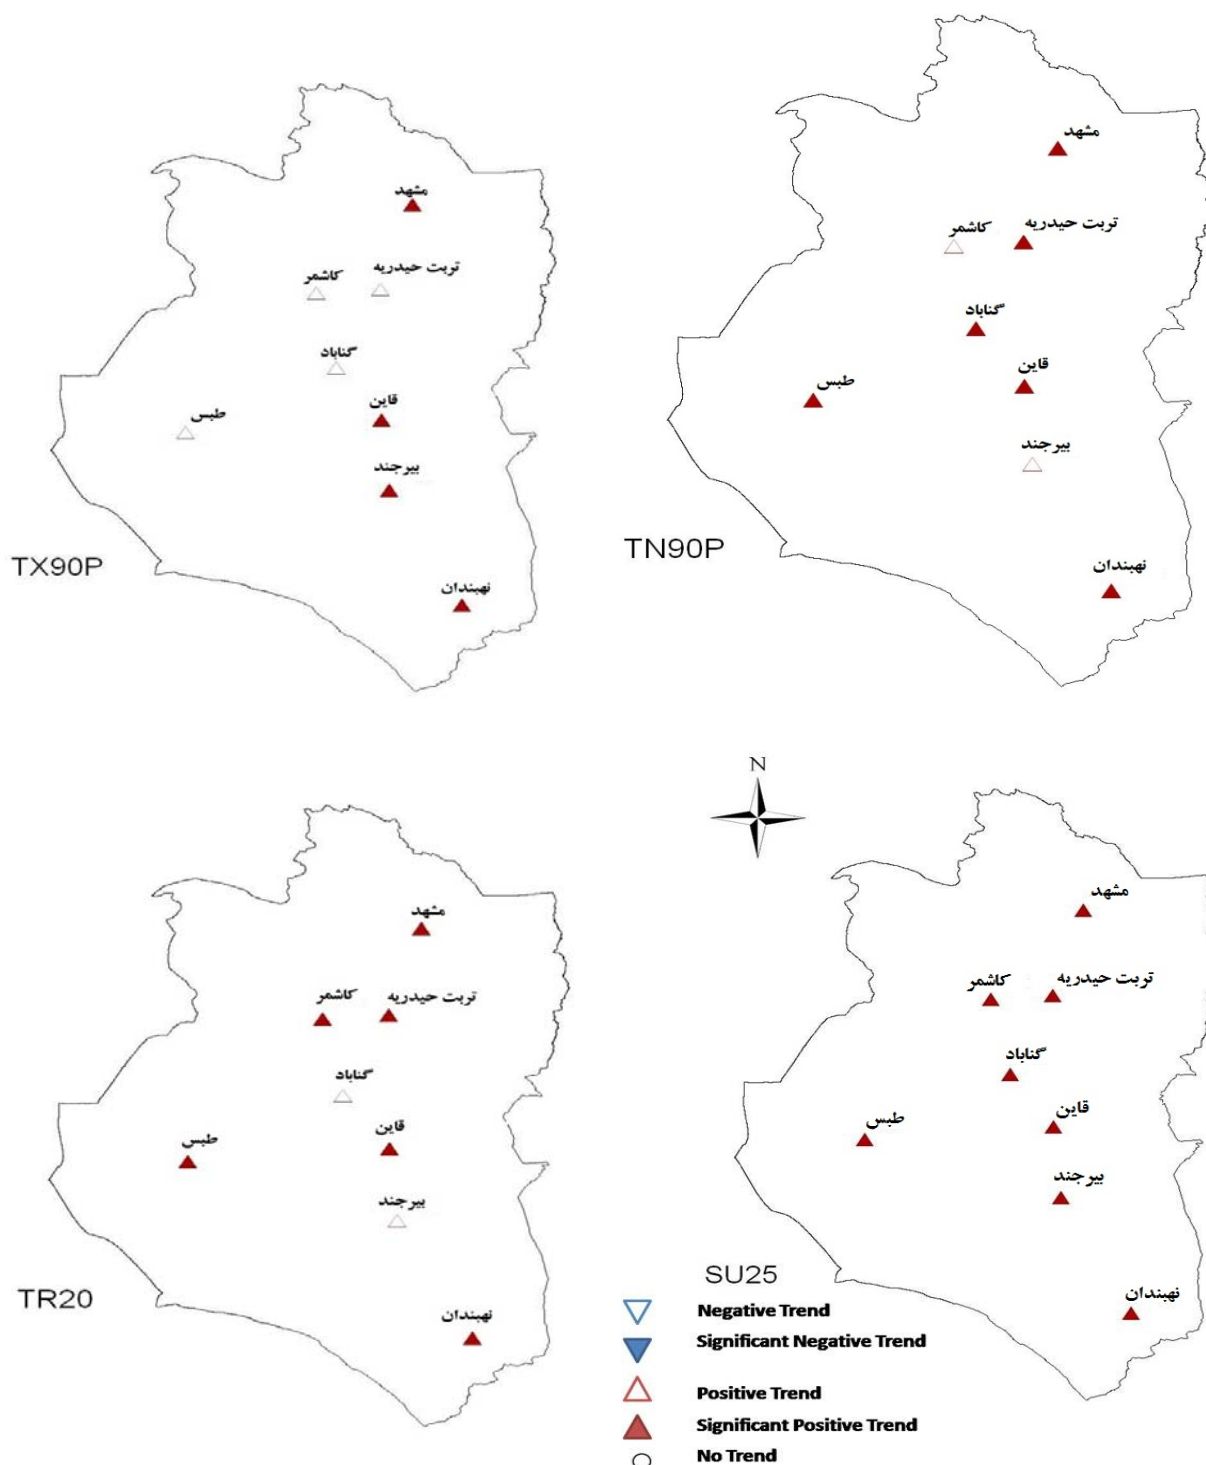 مشهد
کاشمر
تربت حیدریه
گناباد
قاین
طبس
بیرجند
نهبندان
TX90P
مشهد
کاشمر
تربت حیدریه
گناباد
قاین
طبس
بیرجند
نهبندان
TN90P
N
مشهد
کاشمر
تربت حیدریه
گناباد
قاین
طبس
بیرجند
نهبندان
TR20
مشهد
کاشمر
تربت حیدریه
گناباد
قاین
طبس
بیرجند
نهبندان
SU25
Negative Trend
Significant Negative Trend
Positive Trend
Significant Positive Trend
No Trend